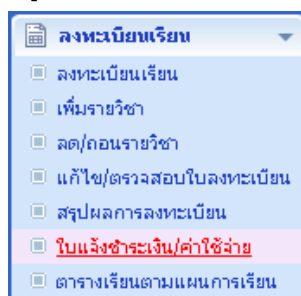 ลงทะเบียนเรียน
ลงทะเบียนเรียน
เพิ่มรายวิชา
ลด/ถอนรายวิชา
แก้ไข/ตรวจสอบใบลงทะเบียน
สรุปผลการลงทะเบียน
ใบแจ้งชำระเงิน/ค่าใช้จ่าย
ตารางเรียนตามแผนการเรียน